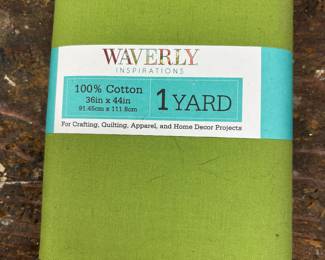 WAVERLY
INSPIRATIONS
100% Cotton
36in x 44in
91.45cm x 111.8cm
1 YARD
For Crafting, Quilting, Apparel, and Home Decor Projects